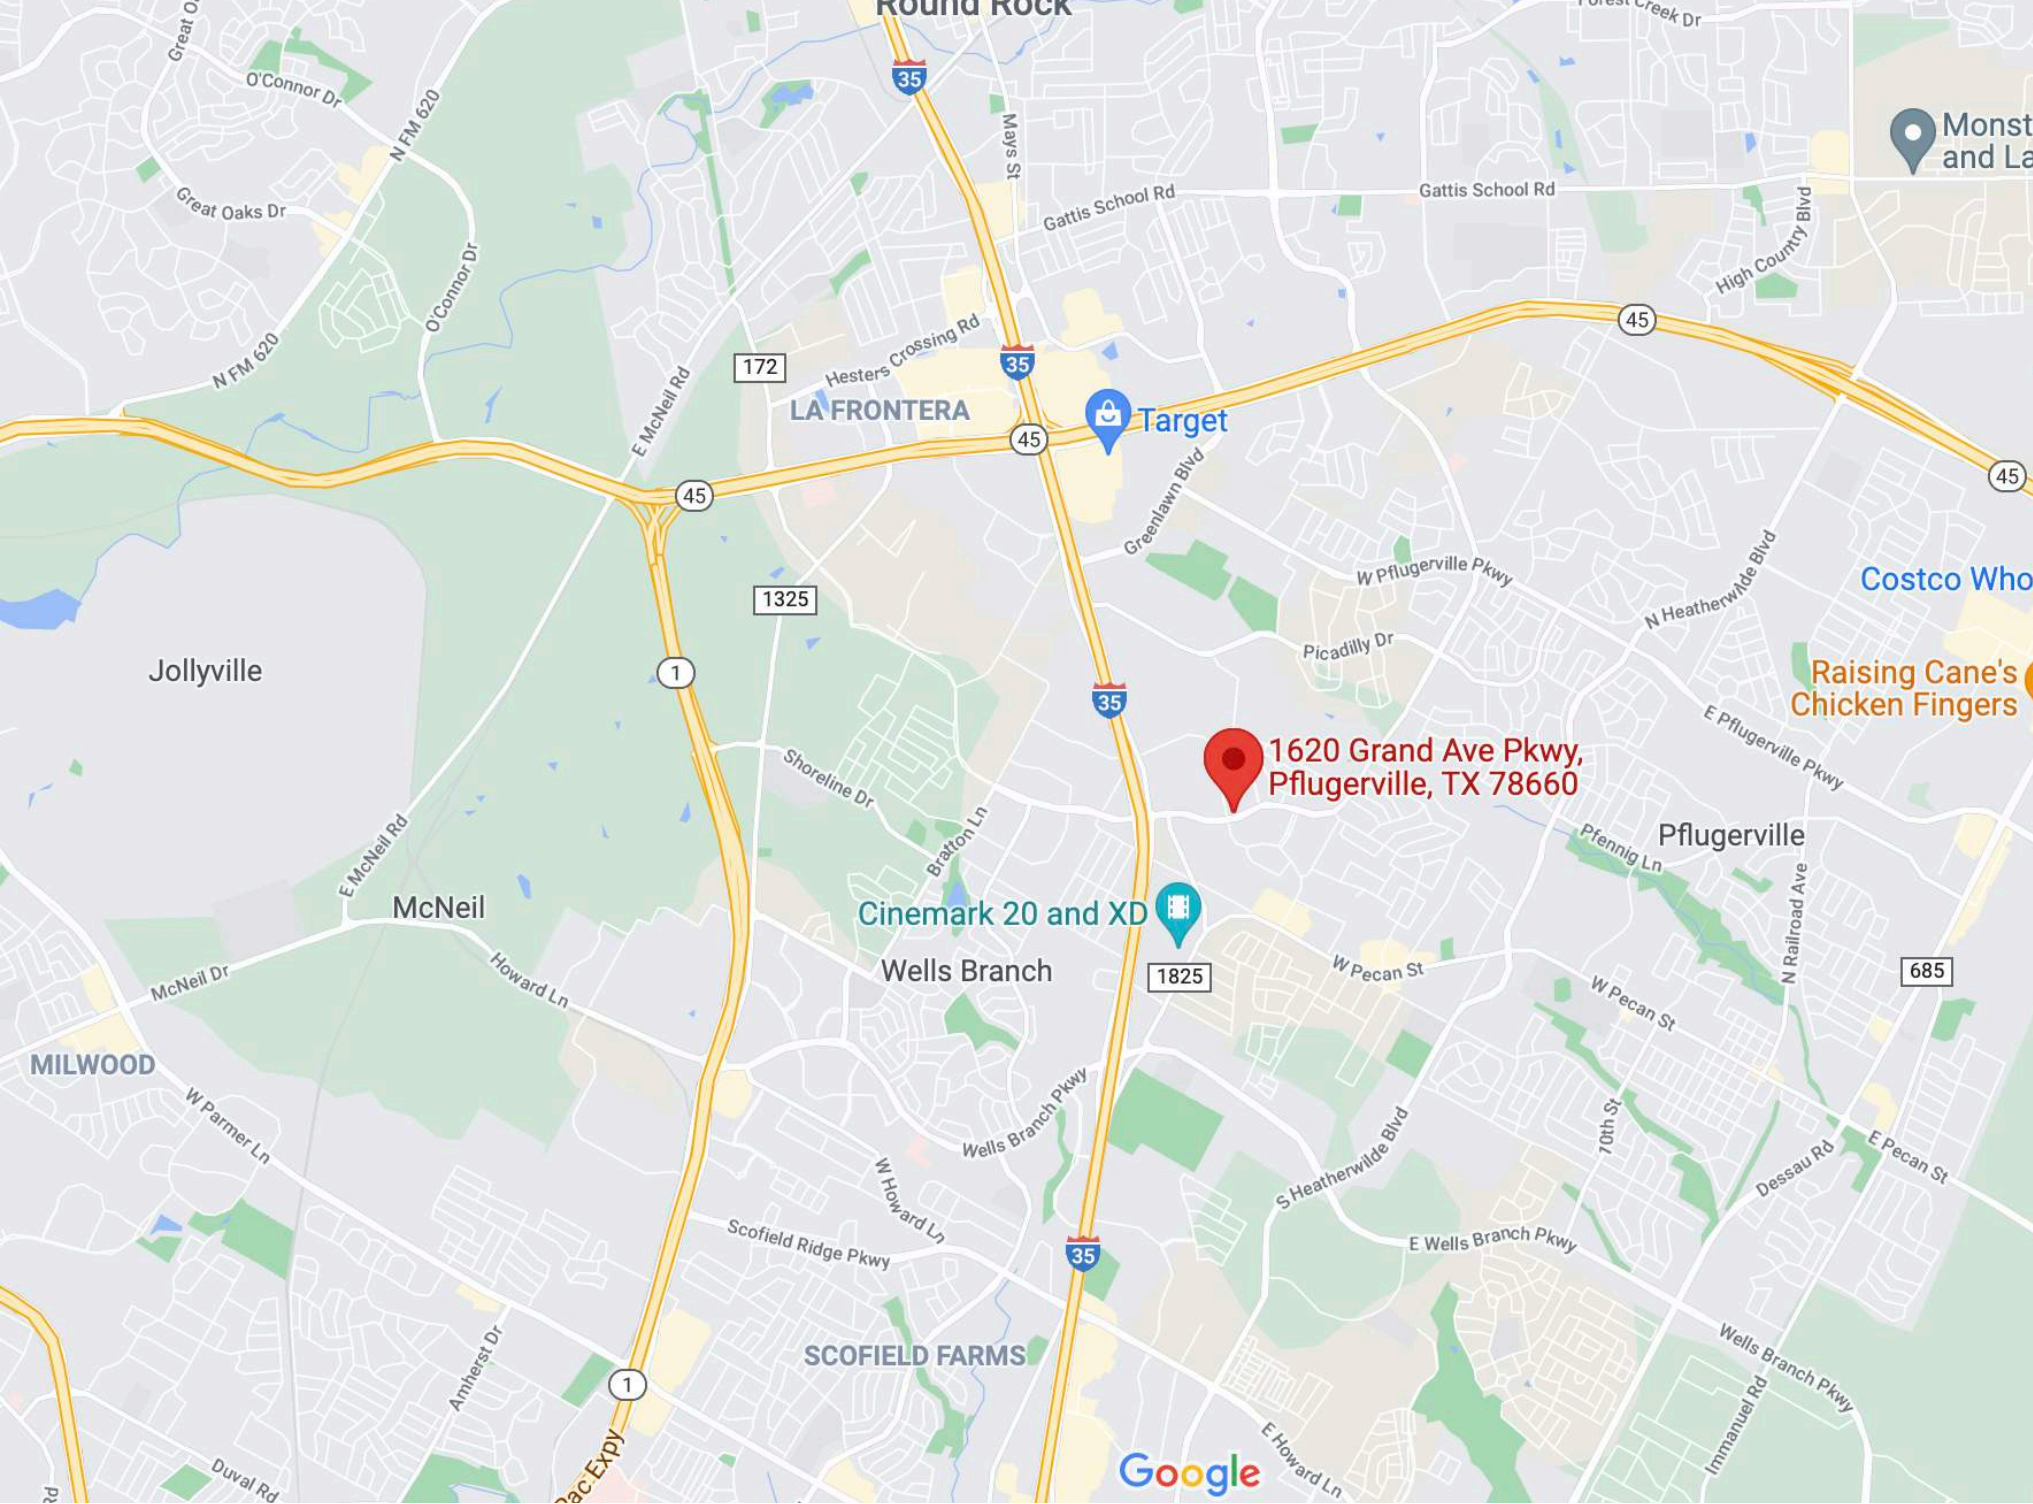 Round Rock
Forest Creek Dr
Great O
O'Connor Dr
N FM 620
35
Mays St
Monst
and La
Great Oaks Dr
Gattis School Rd
Gattis School Rd
High Country Blvd
O'Connor Dr
N FM 620
172
Hesters Crossing Rd
35
45
E McNeil Rd
LA FRONTERA
45
Target
45
45
Greenlawn Blvd
1325
W Pflugerville Pkwy
N Heatherwilde Blvd
Costco Who
Jollyville
1
Picadilly Dr
35
Raising Cane's
Chicken Fingers
E Pflugerville Pkwy
1620 Grand Ave Pkwy,
Pflugerville, TX 78660
Shoreline Dr
Bratton Ln
Pfennig Ln
Pflugerville
E McNeil Rd
McNeil
Cinemark 20 and XD
Wells Branch
1825
W Pecan St
W Pecan St
N Railroad Ave
685
McNeil Dr
Howard Ln
MILWOOD
W Parmer Ln
Wells Branch Pkwy
W Howard Ln
S Heatherwilde Blvd
10th St
Dessau Rd
E Pecan St
Scofield Ridge Pkwy
35
E Wells Branch Pkwy
Amherst Dr
SCOFIELD FARMS
Wells Branch Pkwy
1
Immanuel Rd
Pac Expy
Duval Rd
Rd
Google
E Howard Ln